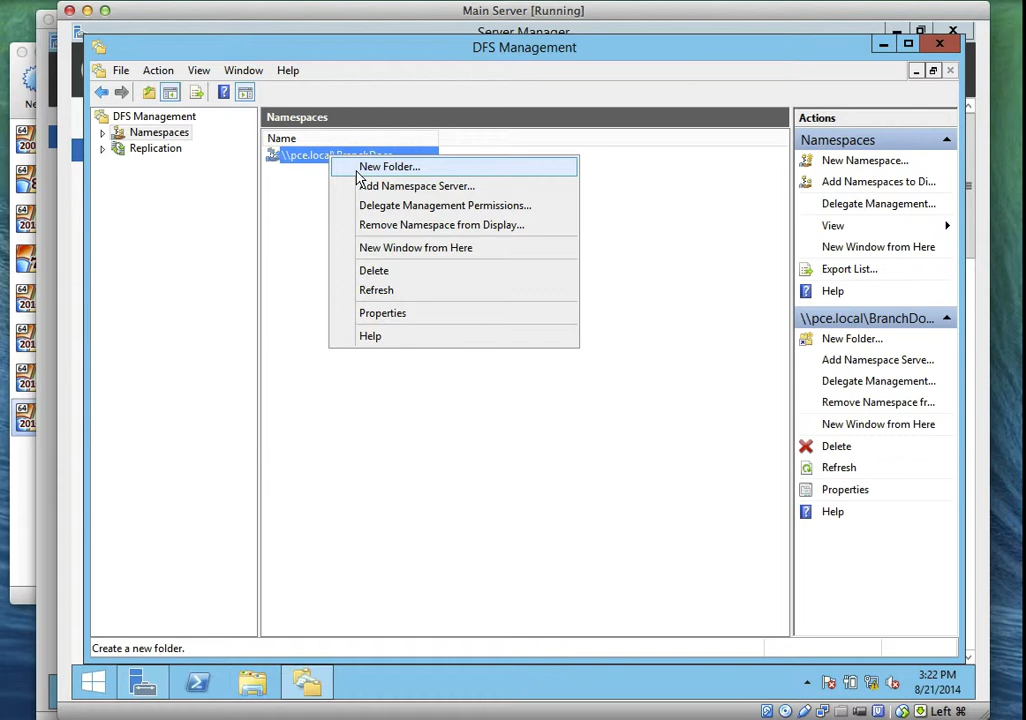 Main Server [Running]
Server Manager
DFS Management
File Action View Window Help
DFS Management
Namespaces
Replication
Namespaces
Name
\\pce.local\BranchDocs
New Folder...
Add Namespace Server...
Delegate Management Permissions...
Remove Namespace from Display...
New Window from Here
Delete
Refresh
Properties
Help
Actions
Namespaces
New Namespace...
Add Namespaces to Di...
Delegate Management...
View
New Window from Here
Export List...
Help
\\pce.local\BranchDo...
New Folder...
Add Namespace Serve...
Delegate Management...
Remove Namespace fr...
New Window from Here
Delete
Refresh
Properties
Help
Create a new folder.
3:22 PM
8/21/2014
Left ⌘